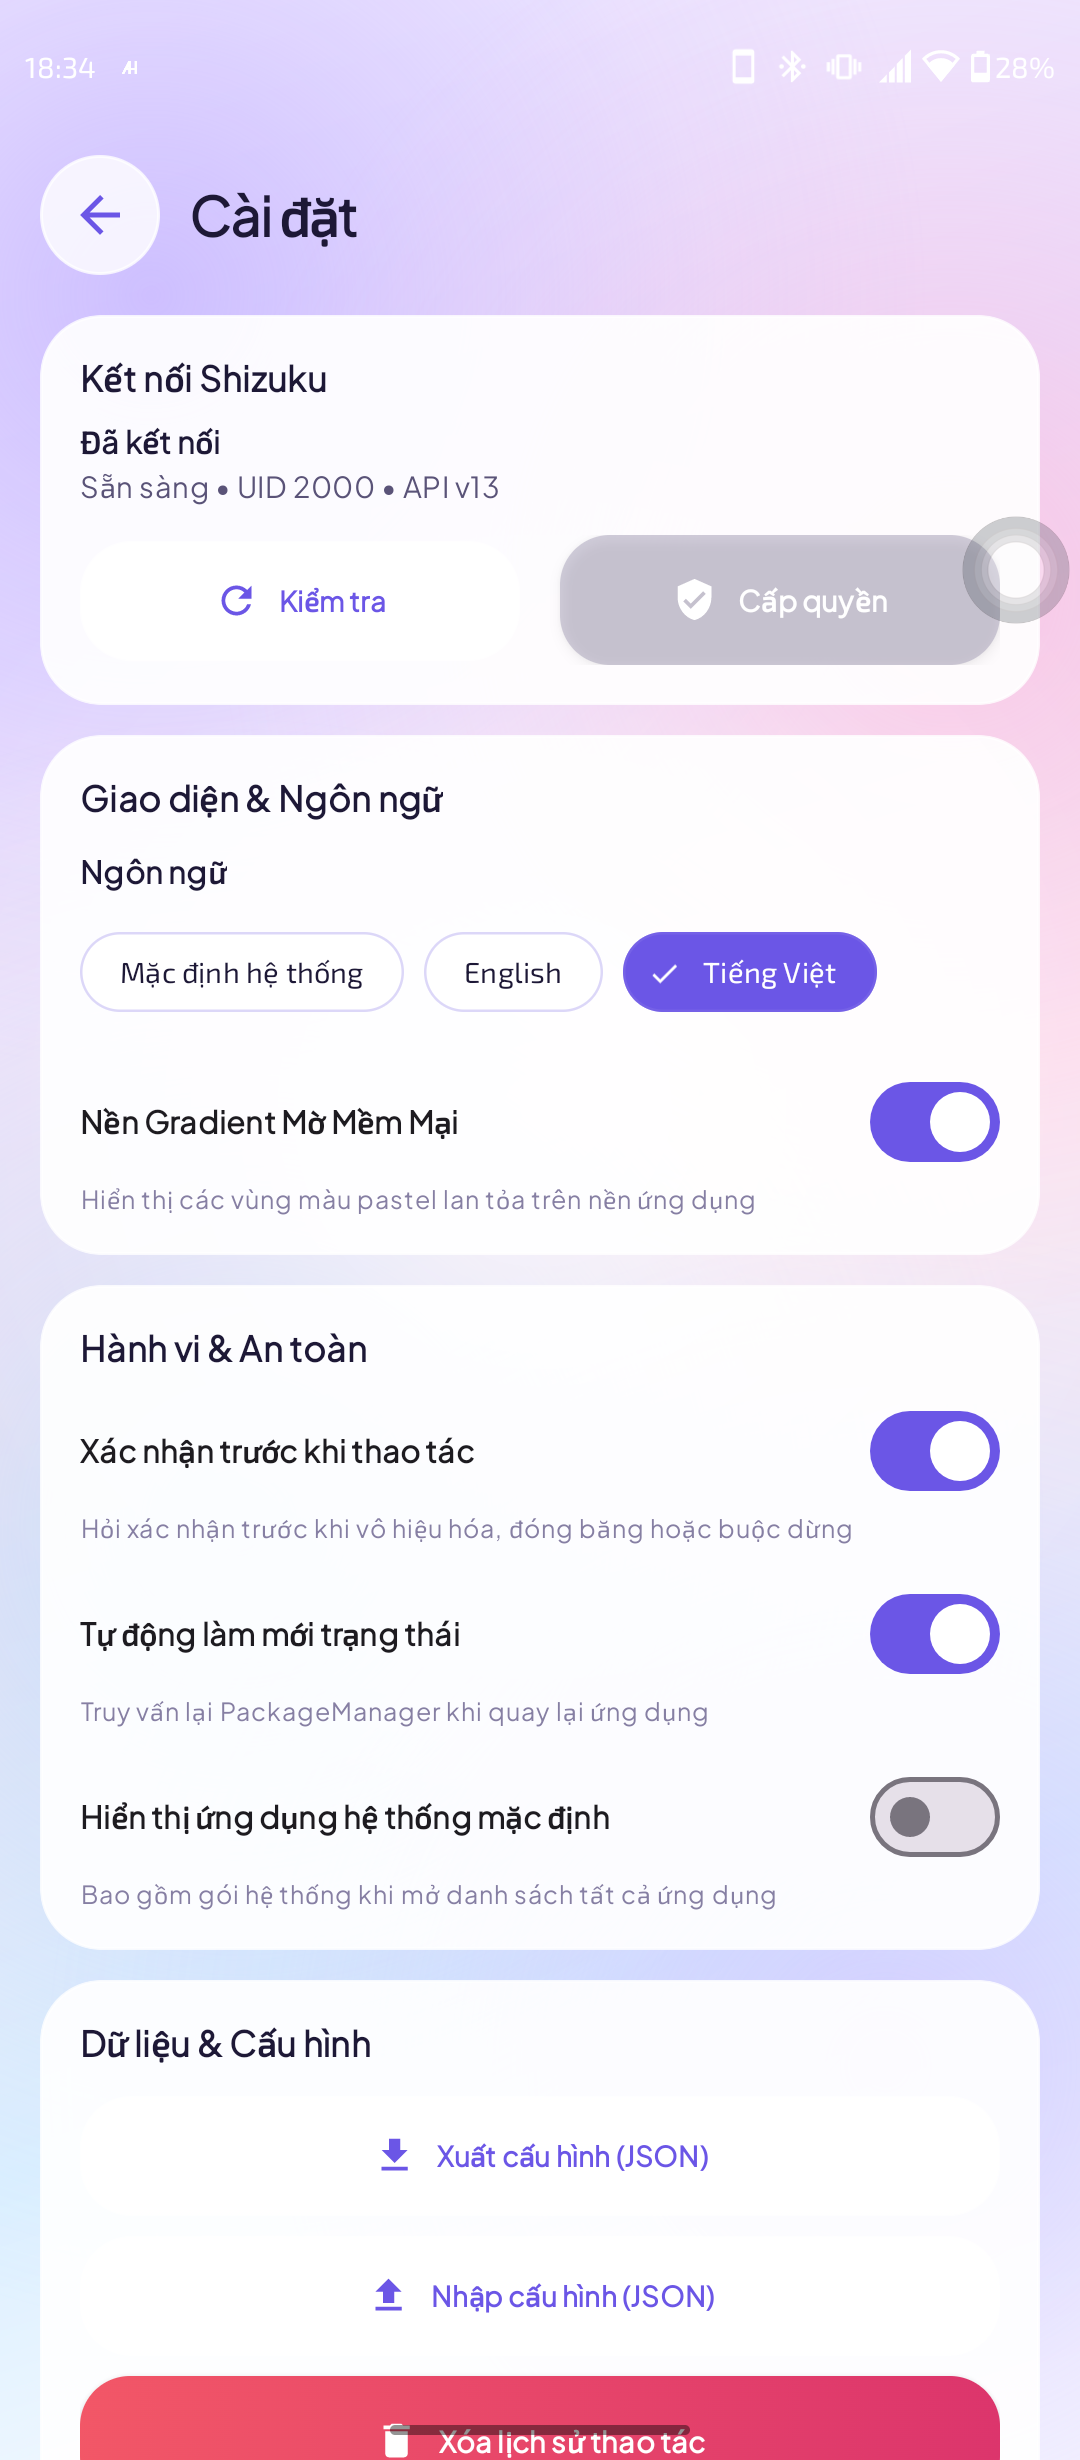 18:34
28%
Cài đặt
Kết nối Shizuku
Đã kết nối
Sẵn sàng • UID 2000 • API v13
Kiểm tra
Cấp quyền
Giao diện & Ngôn ngữ
Ngôn ngữ
Mặc định hệ thống
English
Tiếng Việt
Nền Gradient Mờ Mềm Mại
Hiển thị các vùng màu pastel lan tỏa trên nền ứng dụng
Hành vi & An toàn
Xác nhận trước khi thao tác
Hỏi xác nhận trước khi vô hiệu hóa, đóng băng hoặc buộc dừng
Tự động làm mới trạng thái
Truy vấn lại PackageManager khi quay lại ứng dụng
Hiển thị ứng dụng hệ thống mặc định
Bao gồm gói hệ thống khi mở danh sách tất cả ứng dụng
Dữ liệu & Cấu hình
Xuất cấu hình (JSON)
Nhập cấu hình (JSON)
Xóa lịch sử thao tác